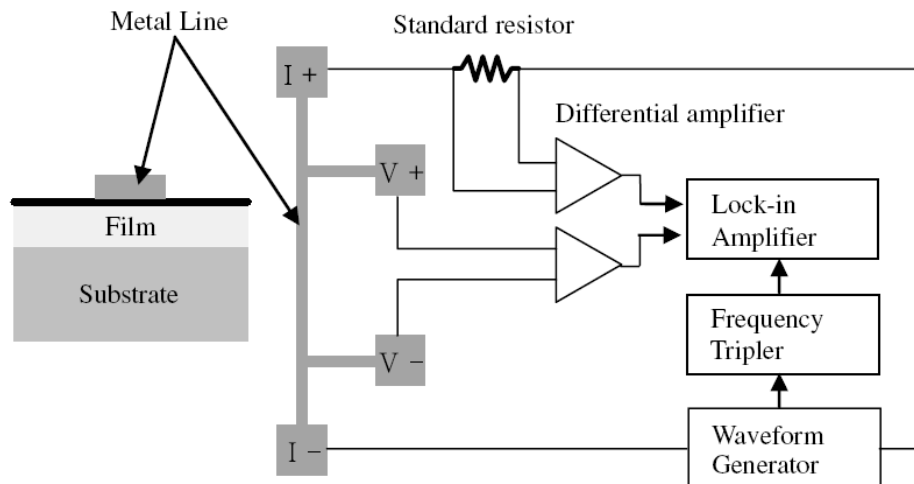 Metal Line
Standard resistor
I +
Differential amplifier
V +
Film
Lock-in
Amplifier
Substrate
Frequency
Tripler
V −
I −
Waveform
Generator